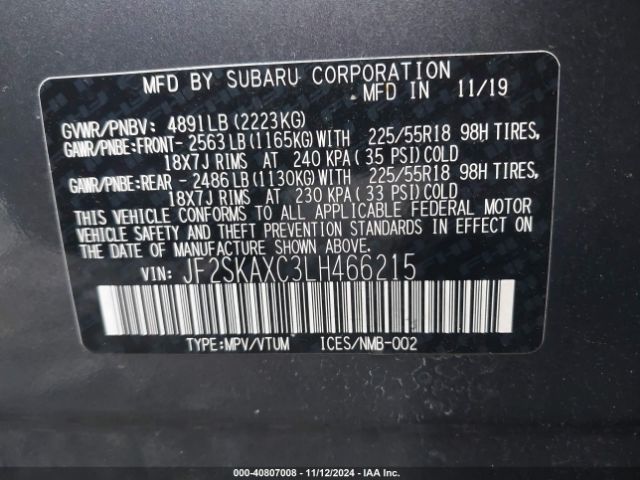 MFD BY SUBARU CORPORATION
MFD IN 11/19
GVWR/PNBV: 4891LB(2223KG)
GAWR/PNBE:FRONT- 2563LB(1165KG)WITH 225/55R18 98H TIRES,
18X7J RIMS AT 240 KPA(35 PSI)COLD
GAWR/PNBE:REAR - 2486LB(1130KG)WITH 225/55R18 98H TIRES,
18X7J RIMS AT 230 KPA(33 PSI)COLD
THIS VEHICLE CONFORMS TO ALL APPLICABLE FEDERAL MOTOR
VEHICLE SAFETY AND THEFT PREVENTION STANDARDS IN EFFECT ON
THE DATE OF MANUFACTURE SHOWN ABOVE.
VIN: JF2SKAXC3LH466215
TYPE:MPV/VTUM ICES/NMB-002
000-40807008 - 11/12/2024 - IAAI.COM